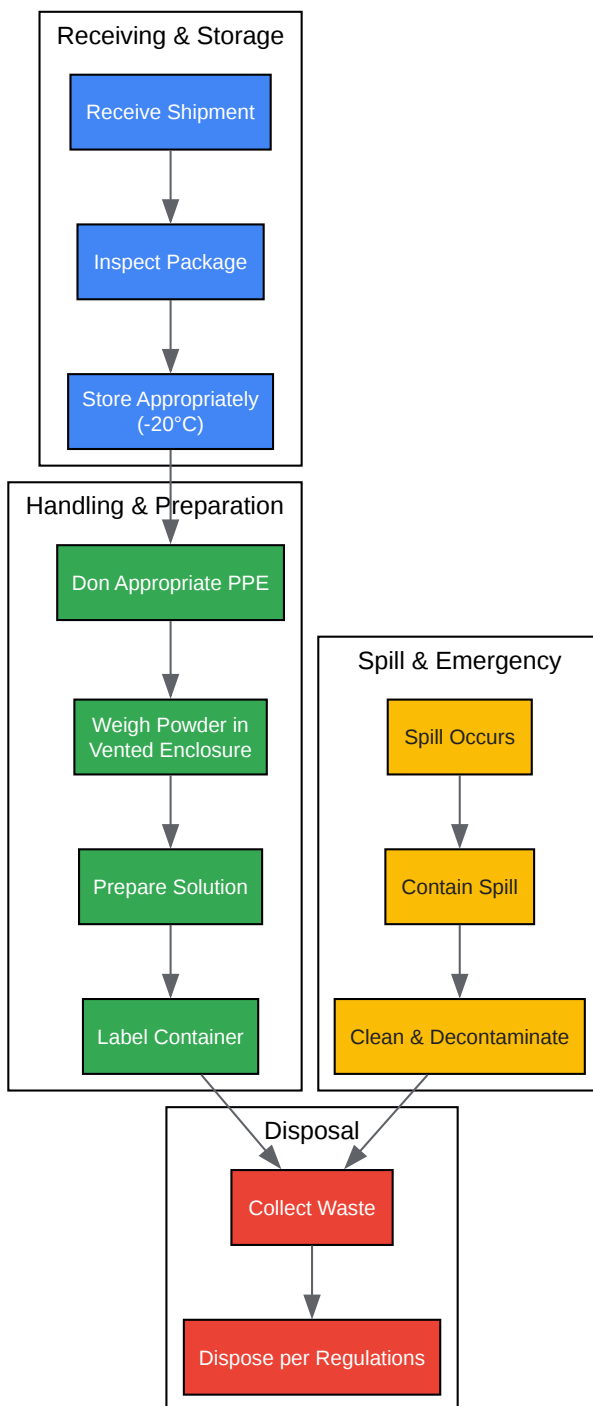 Receiving & Storage
Receive Shipment
Inspect Package
Store Appropriately
(-20°C)
Handling & Preparation
Don Appropriate PPE
Weigh Powder in
Vented Enclosure
Prepare Solution
Label Container
Spill & Emergency
Spill Occurs
Contain Spill
Clean & Decontaminate
Disposal
Collect Waste
Dispose per Regulations